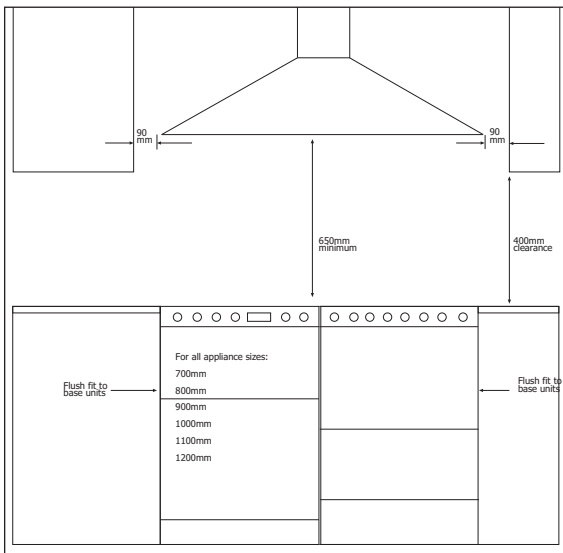 90
mm
90
mm
650mm
minimum
400mm
clearance
For all appliance sizes:
700mm
800mm
900mm
1000mm
1100mm
1200mm
Flush fit to
base units
Flush fit to
base units